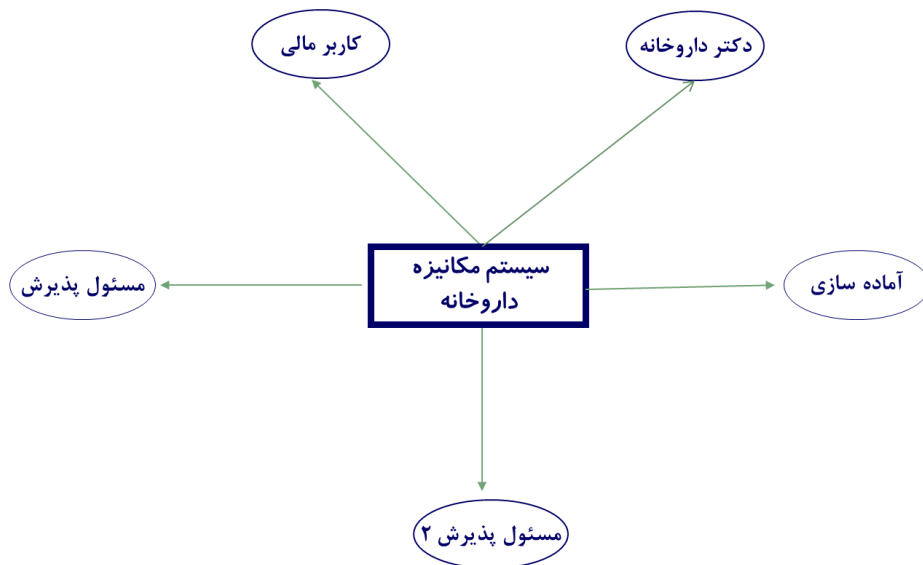 دکتر داروخانه
کاربر مالی
سیستم مکانیزه
داروخانه
آماده سازی
مسئول پذیرش
مسئول پذیرش ۲